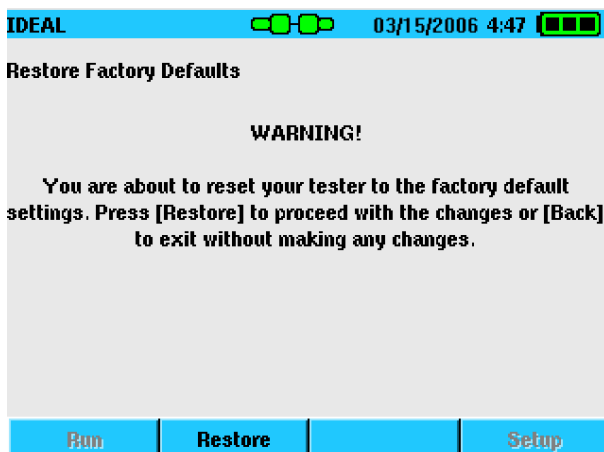 IDEAL 03/15/2006 4:47
Restore Factory Defaults
WARNING!
You are about to reset your tester to the factory default
settings. Press [Restore] to proceed with the changes or [Back]
to exit without making any changes.
Run Restore Setup